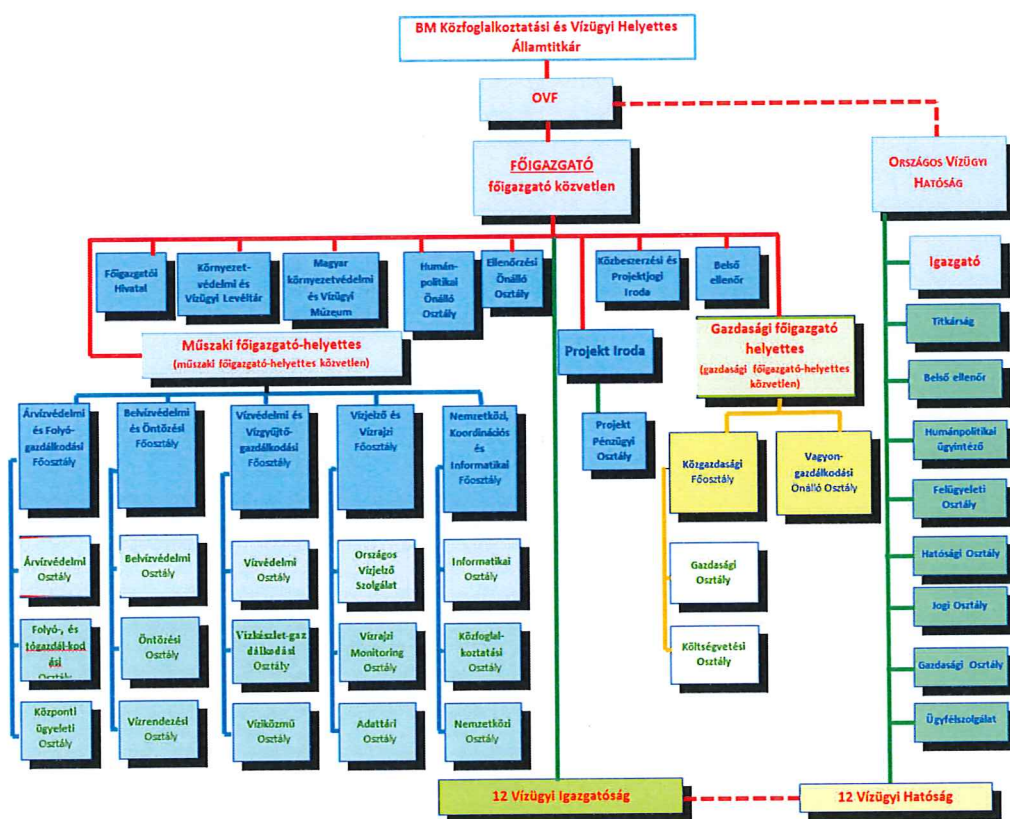 BM Közfoglalkoztatási és Vízügyi Helyettes
Államtitkár
OVF
FŐIGAZGATÓ
főigazgató közvetlen
ORSZÁGOS VÍZÜGYI
HATÓSÁG
Főigazgatói
Hivatal
Környezet-
védelmi és
Vízügyi Levéltár
Magyar
környezetvédelmi
és Vízügyi
Múzeum
Humán-
politikai
Önálló
Osztály
Ellenőrzési
Önálló
Osztály
Közbeszerzési és
Projektjogi
Iroda
Belső
ellenőr
Műszaki főigazgató-helyettes
(műszaki főigazgató-helyettes közvetlen)
Projekt Iroda
Gazdasági főigazgató
helyettes
(gazdasági főigazgató-helyettes
közvetlen)
Árvízvédelmi
és Folyó-
gazdálkodási
Főosztály
Belvízvédelmi
és Öntözési
Főosztály
Vízvédelmi és
Vízgyűjtő-
gazdálkodási
Főosztály
Vízjelző és
Vízrajzi
Főosztály
Nemzetközi,
Koordinációs
és
Informatikai
Főosztály
Projekt
Pénzügyi
Osztály
Közgazdasági
Főosztály
Vagyon-
gazdálkodási
Önálló Osztály
Árvízvédelmi
Osztály
Belvízvédelmi
Osztály
Vízvédelmi
Osztály
Országos
Vízjelző
Szolgálat
Informatikai
Osztály
Gazdasági
Osztály
Folyó-, és
tógazdál-kod
ási
Osztály
Öntözési
Osztály
Vízkészlet-gaz
dálkodási
Osztály
Vízrajzi
Monitoring
Osztály
Közfoglal-
koztatási
Osztály
Költségvetési
Osztály
Központi
ügyeleti
Osztály
Vízrendezési
Osztály
Víziközmű
Osztály
Adattári
Osztály
Nemzetközi
Osztály
Igazgató
Titkárság
Belső ellenőr
Humánpolitikai
ügyintéző
Felügyeleti
Osztály
Hatósági Osztály
Jogi Osztály
Gazdasági Osztály
Ügyfélszolgálat
12 Vízügyi Igazgatóság
12 Vízügyi Hatóság